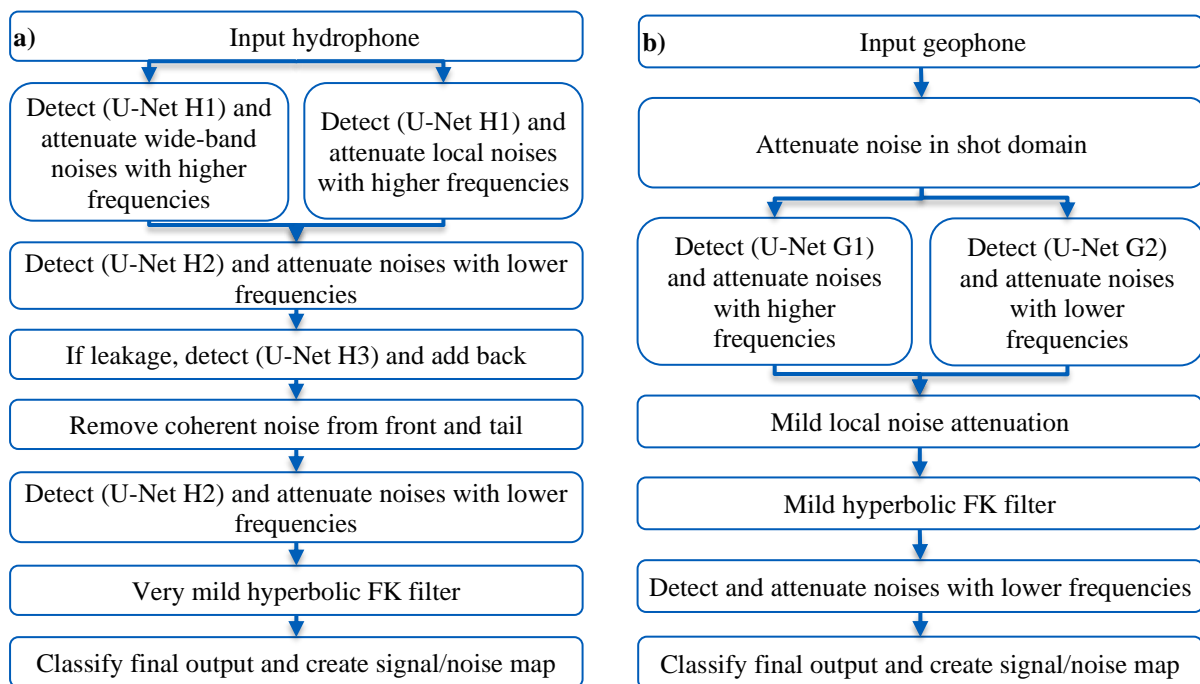 a)
Input hydrophone
Detect (U-Net H1) and
attenuate wide-band
noises with higher
frequencies
Detect (U-Net H1) and
attenuate local noises
with higher frequencies
Detect (U-Net H2) and attenuate noises with lower
frequencies
If leakage, detect (U-Net H3) and add back
Remove coherent noise from front and tail
Detect (U-Net H2) and attenuate noises with lower
frequencies
Very mild hyperbolic FK filter
Classify final output and create signal/noise map
b)
Input geophone
Attenuate noise in shot domain
Detect (U-Net G1)
and attenuate noises
with higher
frequencies
Detect (U-Net G2)
and attenuate noises
with lower
frequencies
Mild local noise attenuation
Mild hyperbolic FK filter
Detect and attenuate noises with lower frequencies
Classify final output and create signal/noise map